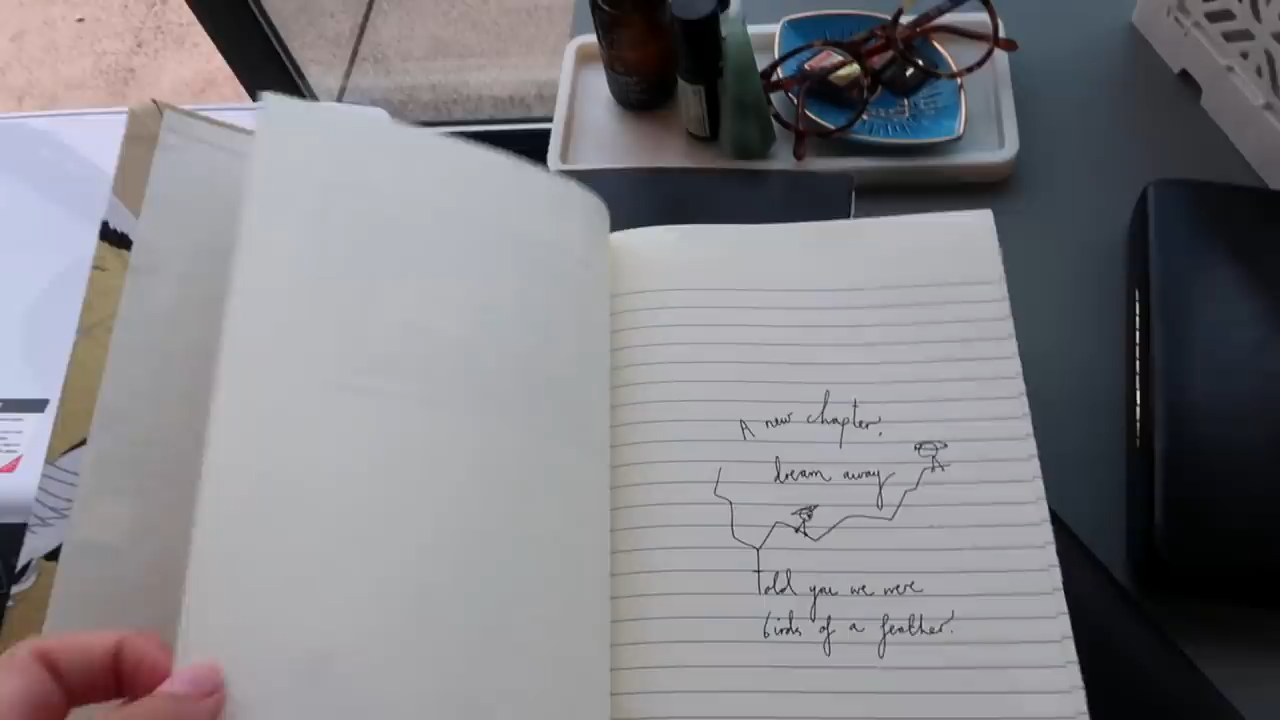 A new chapter.
dream away
Told you we were
birds of a feather!